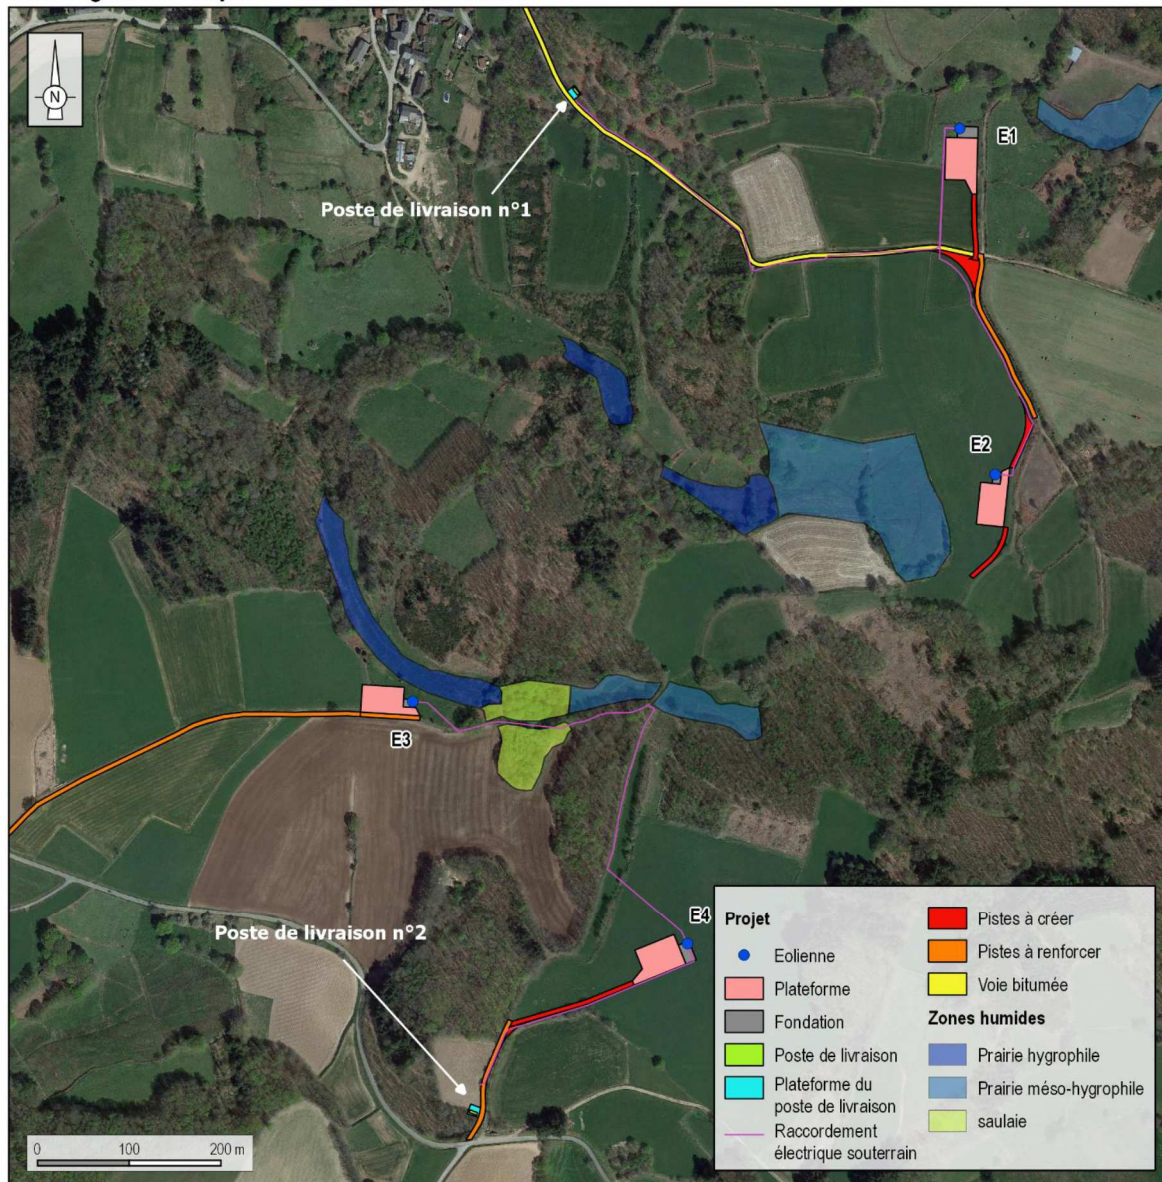 N
E1
Poste de livraison n°1
E2
E3
E4
Poste de livraison n°2
Projet
Eolienne
Plateforme
Fondation
Poste de livraison
Plateforme du
poste de livraison
Raccordement
électrique souterrain
Pistes à créer
Pistes à renforcer
Voie bitumée
Zones humides
Prairie hygrophile
Prairie méso-hygrophile
saulaie
0 100 200 m